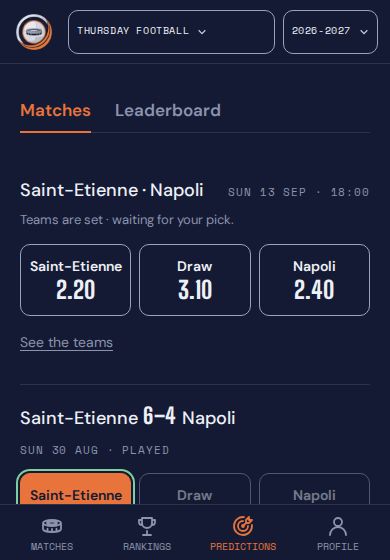 THURSDAY FOOTBALL 2026-2027
Matches Leaderboard
Saint-Etienne · Napoli SUN 13 SEP · 18:00
Teams are set · waiting for your pick.
Saint-Etienne Draw Napoli
2.20 3.10 2.40
See the teams
Saint-Etienne 6–4 Napoli
SUN 30 AUG · PLAYED
Saint-Etienne Draw Napoli
MATCHES RANKINGS PREDICTIONS PROFILE